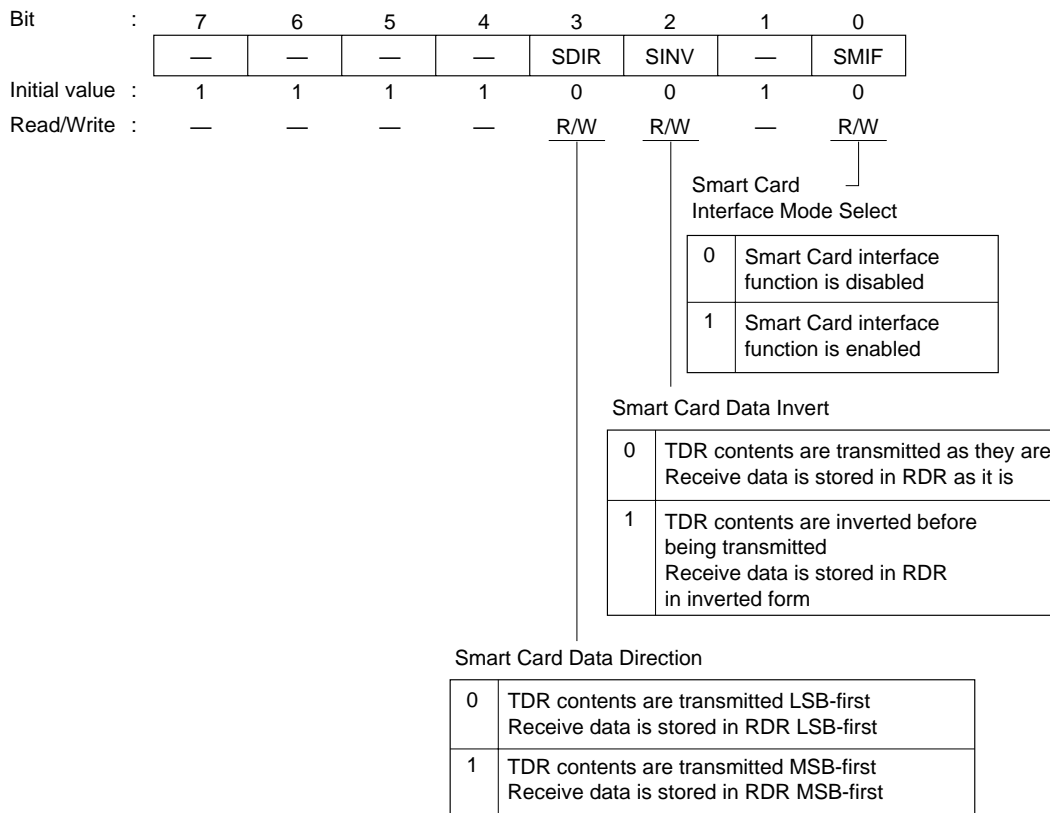 Bit : 7 6 5 4 3 2 1 0
— — — — SDIR SINV — SMIF
Initial value : 1 1 1 1 0 0 1 0
Read/Write : — — — — R/W R/W — R/W
Smart Card
Interface Mode Select
0 Smart Card interface
function is disabled
1 Smart Card interface
function is enabled
Smart Card Data Invert
0 TDR contents are transmitted as they are
Receive data is stored in RDR as it is
1 TDR contents are inverted before
being transmitted
Receive data is stored in RDR
in inverted form
Smart Card Data Direction
0 TDR contents are transmitted LSB-first
Receive data is stored in RDR LSB-first
1 TDR contents are transmitted MSB-first
Receive data is stored in RDR MSB-first